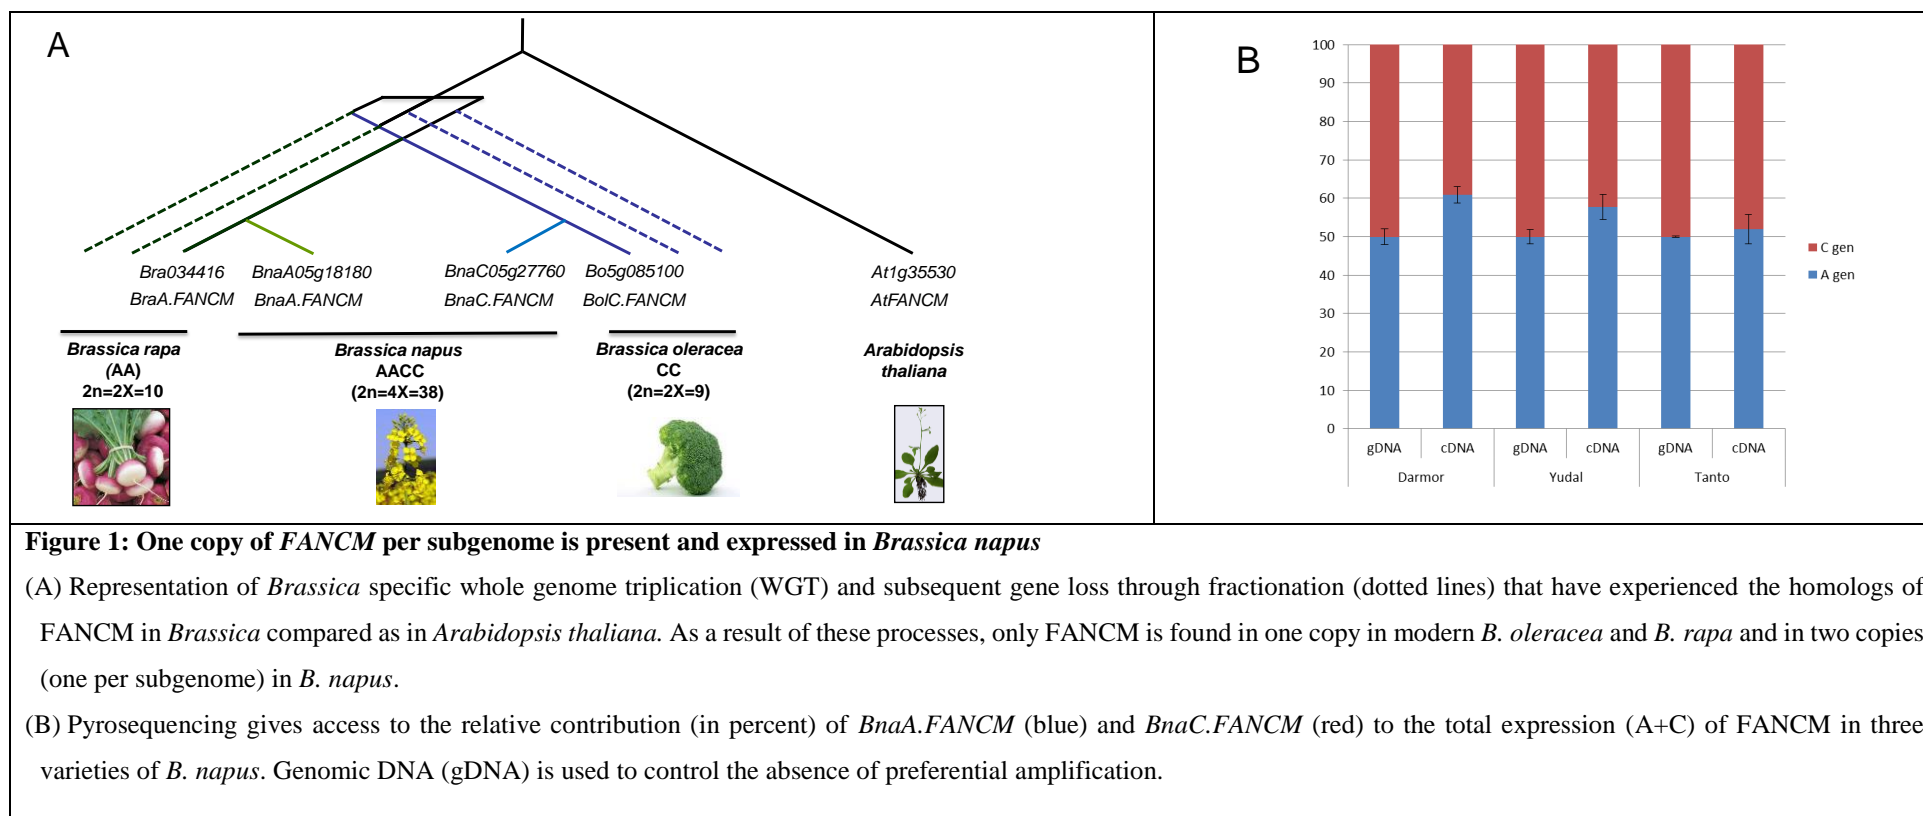 A
Bra034416 BnaA05g18180 BnaC05g27760 Bo5g085100 At1g35530
BraA.FANCM BnaA.FANCM BnaC.FANCM BolC.FANCM AtFANCM
Brassica rapa Brassica napus Brassica oleracea Arabidopsis
(AA) AACC CC thaliana
2n=2X=10 (2n=4X=38) (2n=2X=9)
B
100
90
80
70
60
50
40
30
20
10
0
gDNA cDNA gDNA cDNA gDNA cDNA
Darmor Yudal Tanto
C gen
A gen
Figure 1: One copy of FANCM per subgenome is present and expressed in Brassica napus
(A) Representation of Brassica specific whole genome triplication (WGT) and subsequent gene loss through fractionation (dotted lines) that have experienced the homologs of
FANCM in Brassica compared as in Arabidopsis thaliana. As a result of these processes, only FANCM is found in one copy in modern B. oleracea and B. rapa and in two copies
(one per subgenome) in B. napus.
(B) Pyrosequencing gives access to the relative contribution (in percent) of BnaA.FANCM (blue) and BnaC.FANCM (red) to the total expression (A+C) of FANCM in three
varieties of B. napus. Genomic DNA (gDNA) is used to control the absence of preferential amplification.